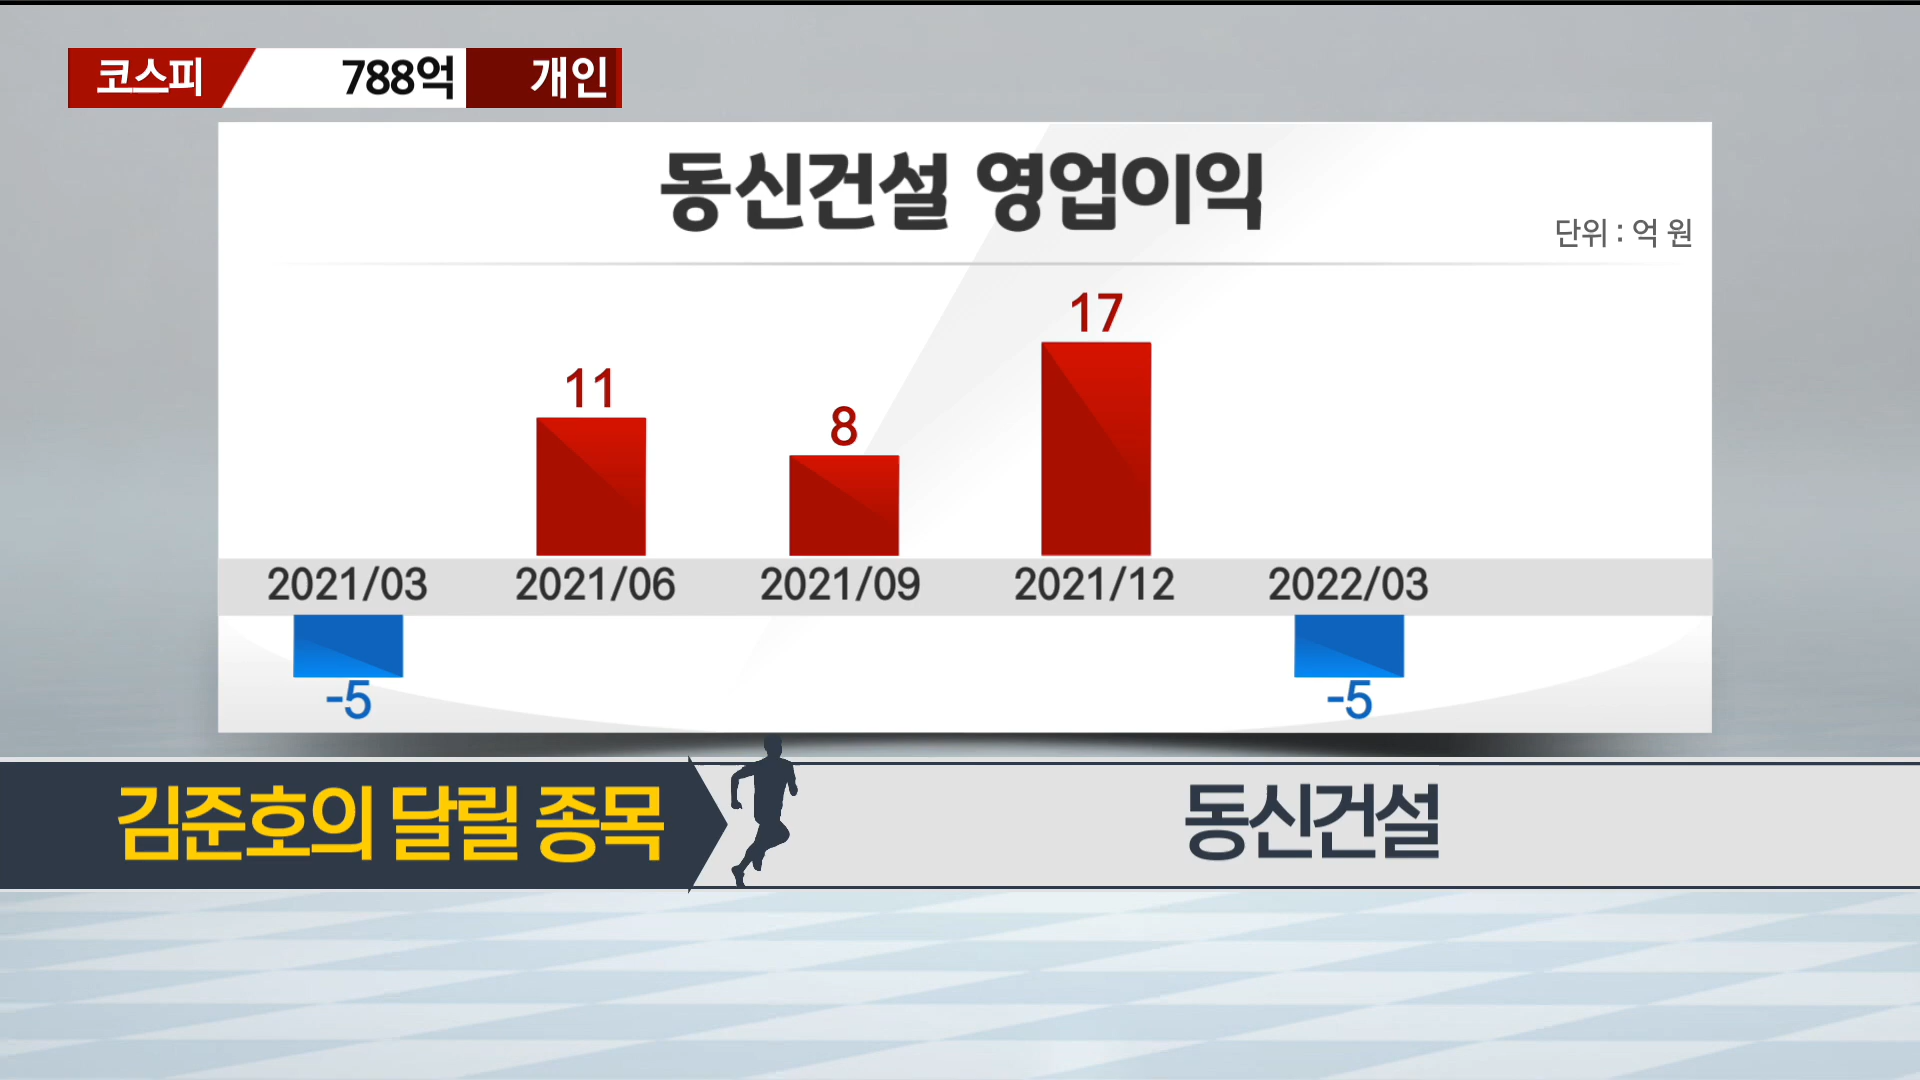 코스피 788억 개인
동신건설 영업이익
단위 : 억 원
17
11
8
2021/03 2021/06 2021/09 2021/12 2022/03
-5 -5
김준호의 달릴 종목 동신건설